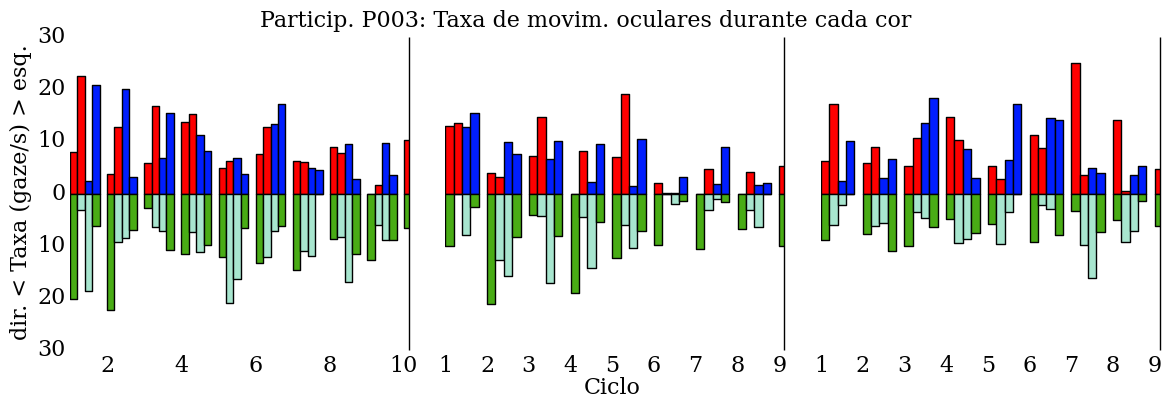 Particip. P003: Taxa de movim. oculares durante cada cor
dir. < Taxa (gaze/s) > esq.
30
20
10
0
10
20
30
2 4 6 8 10
1 2 3 4 5 6 7 8 9
1 2 3 4 5 6 7 8 9
Ciclo